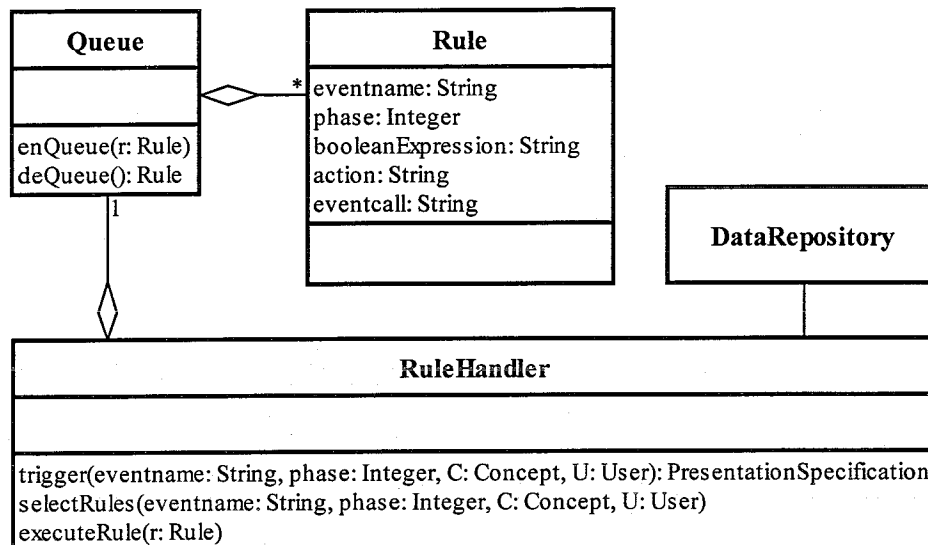 Queue
enQueue(r: Rule)
deQueue(): Rule
*
Rule
eventname: String
phase: Integer
booleanExpression: String
action: String
eventcall: String
1
DataRepository
RuleHandler
trigger(eventname: String, phase: Integer, C: Concept, U: User): PresentationSpecification
selectRules(eventname: String, phase: Integer, C: Concept, U: User)
executeRule(r: Rule)